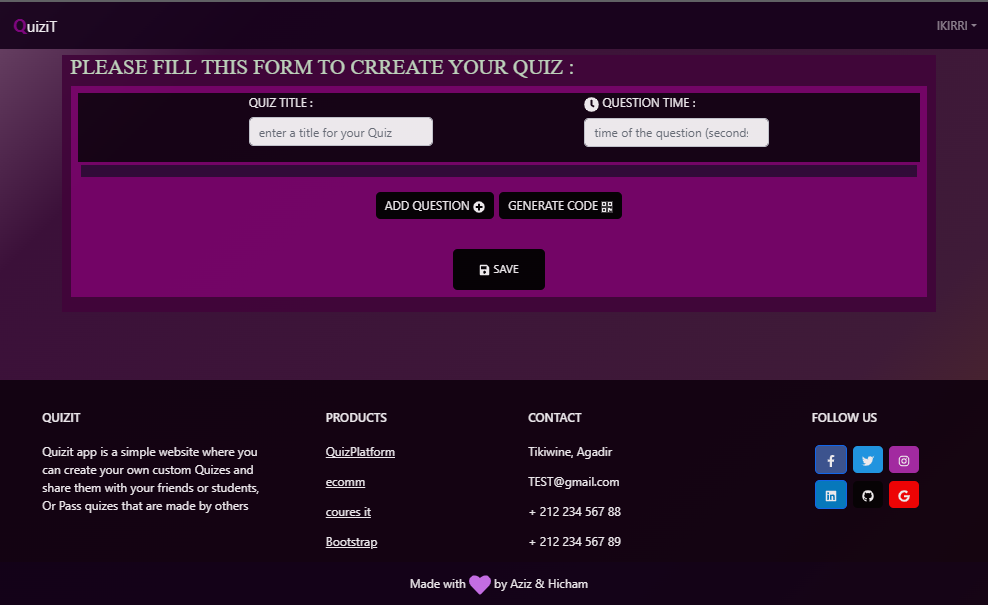 QuiziT
IKIRRI
PLEASE FILL THIS FORM TO CRREATE YOUR QUIZ :
QUIZ TITLE :
QUESTION TIME :
enter a title for your Quiz
time of the question (second:
ADD QUESTION
GENERATE CODE
SAVE
QUIZIT
Quizit app is a simple website where you
can create your own custom Quizes and
share them with your friends or students,
Or Pass quizes that are made by others
PRODUCTS
QuizPlatform
ecomm
coures it
Bootstrap
CONTACT
Tikiwine, Agadir
TEST@gmail.com
+ 212 234 567 88
+ 212 234 567 89
FOLLOW US
Made with by Aziz & Hicham